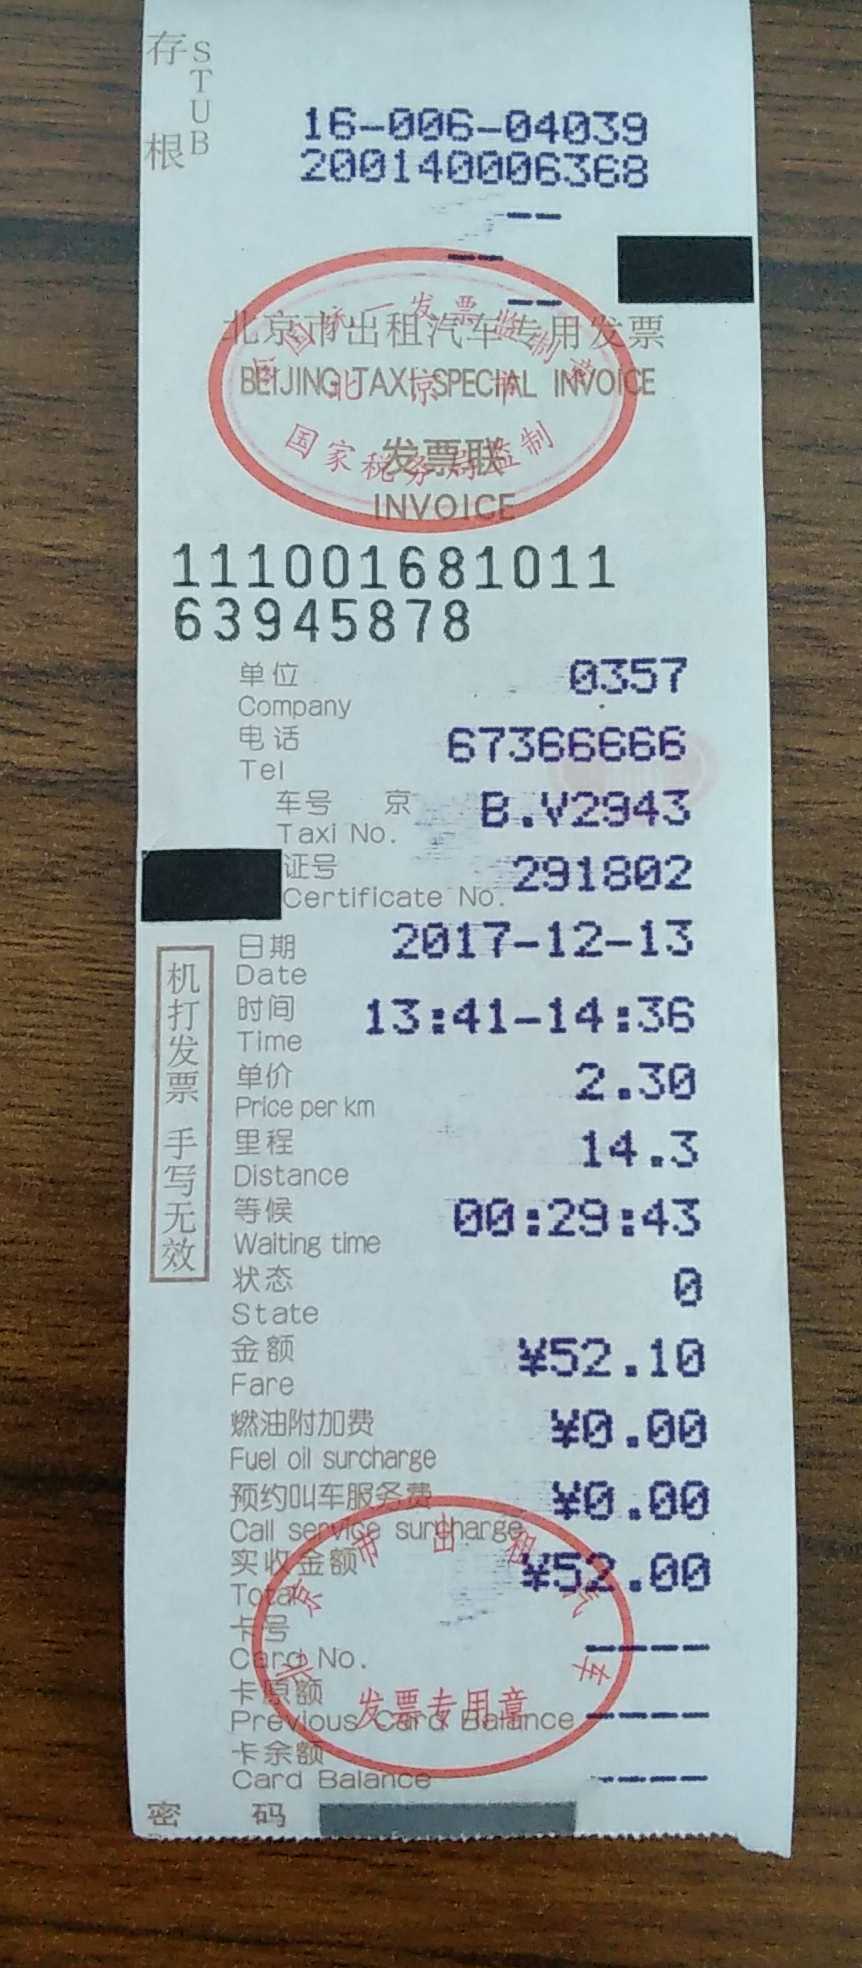 存根
STUB
16-006-04039
200140006368
--
--
--
北京市出租汽车专用发票
BEIJING TAXI SPECIAL INVOICE
全国统一发票监制章
北京市
国家税务局监制
发票联
INVOICE
111001681011
63945878
单位 0357
Company
电话 67366666
Tel
车号 京 B.V2943
Taxi No.
证号 291802
Certificate No.
日期 2017-12-13
Date
时间 13:41-14:36
Time
单价 2.30
Price per km
里程 14.3
Distance
等候 00:29:43
Waiting time
状态 0
State
金额 ¥52.10
Fare
燃油附加费 ¥0.00
Fuel oil surcharge
预约叫车服务费 ¥0.00
Call service surcharge
实收金额 ¥52.00
Total
卡号 ----
Card No.
卡原额 ----
Previous Card Balance
卡余额 ----
Card Balance
密 码
机打发票 手写无效
北京市出租汽车
发票专用章